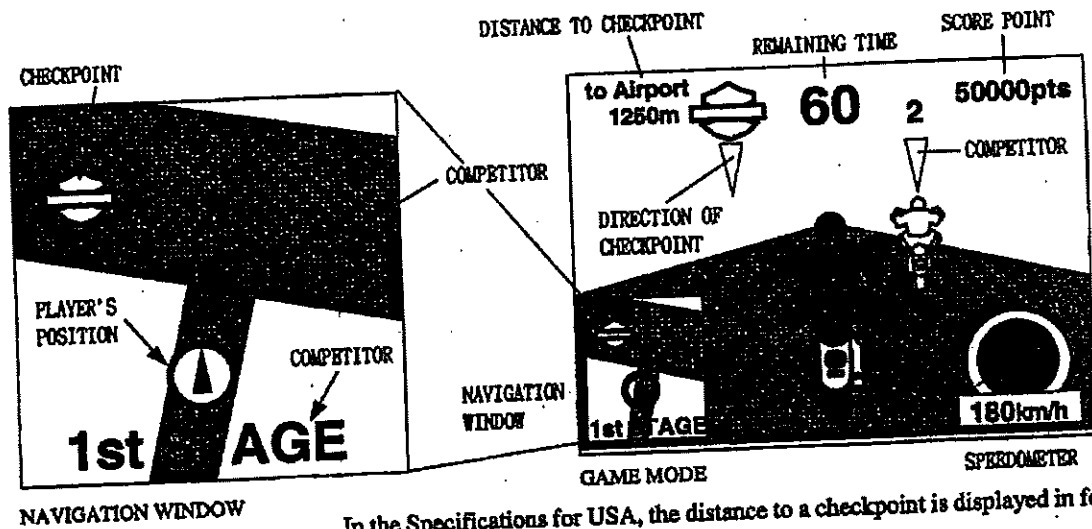 DISTANCE TO CHECKPOINT
REMAINING TIME
SCORE POINT
CHECKPOINT
to Airport
1250m
60
2
50000pts
COMPETITOR
COMPETITOR
DIRECTION OF
CHECKPOINT
PLAYER'S
POSITION
COMPETITOR
1st AGE
NAVIGATION
WINDOW
1st TAGE
180km/h
NAVIGATION WINDOW
GAME MODE
SPEEDOMETER
In the Specifications for USA, the distance to a checkpoint is displayed in